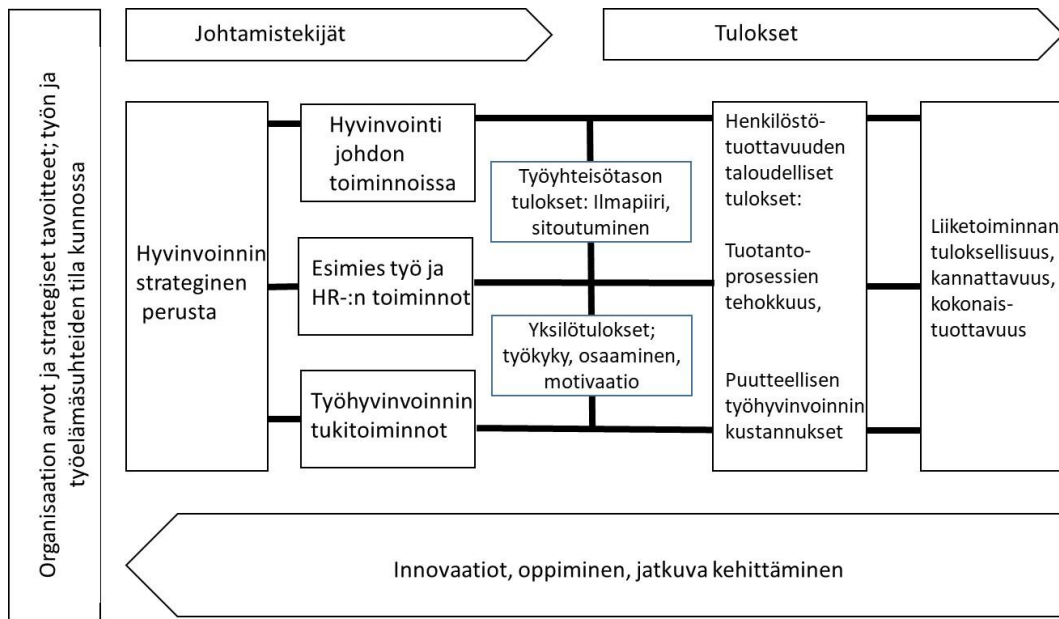 Organisaation arvot ja strategiset tavoitteet; työn ja
työelämäsuhteiden tila kunnossa
Johtamistekijät
Tulokset
Hyvinvoinnin
strateginen
perusta
Hyvinvointi
johdon
toiminnoissa
Esimies työ ja
HR-:n toiminnot
Työhyvinvoinnin
tukitoiminnot
Työyhteisötason
tulokset: Ilmapiiri,
sitoutuminen
Yksilötulokset;
työkyky, osaaminen,
motivaatio
Henkilöstö-
tuottavuuden
taloudelliset
tulokset:
Tuotanto-
prosessien
tehokkuus,
Puutteellisen
työhyvinvoinnin
kustannukset
Liiketoiminnan
tuloksellisuus,
kannattavuus,
kokonais-
tuottavuus
Innovaatiot, oppiminen, jatkuva kehittäminen